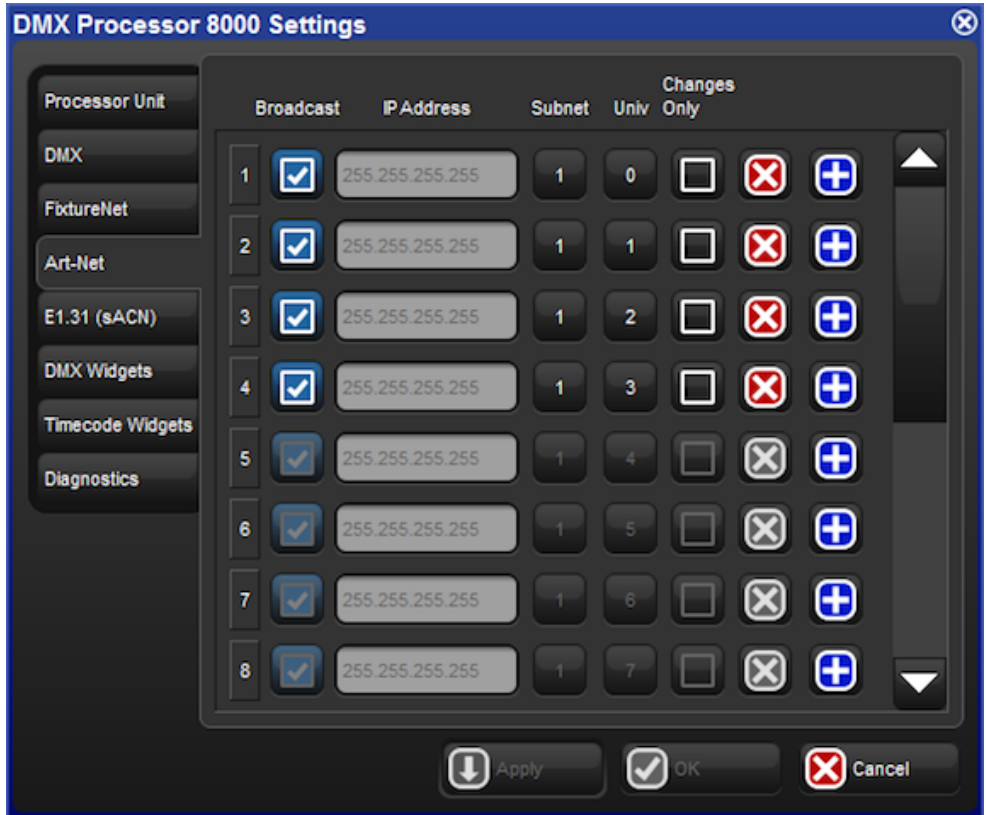 DMX Processor 8000 Settings
Processor Unit
DMX
FixtureNet
Art-Net
E1.31 (sACN)
DMX Widgets
Timecode Widgets
Diagnostics
Broadcast IP Address Subnet Univ Changes Only
1 255.255.255.255 1 0
2 255.255.255.255 1 1
3 255.255.255.255 1 2
4 255.255.255.255 1 3
5 255.255.255.255 1 4
6 255.255.255.255 1 5
7 255.255.255.255 1 6
8 255.255.255.255 1 7
Apply OK Cancel